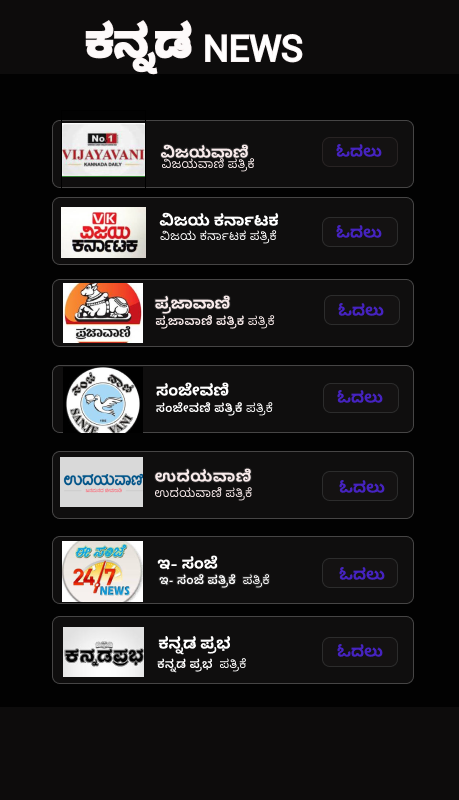 ಕನ್ನಡ NEWS
No 1
VIJAYAVANI
KANNADA DAILY
ವಿಜಯವಾಣಿ
ವಿಜಯವಾಣಿ ಪತ್ರಿಕೆ
ಓದಲು
VK
ವಿಜಯ
ಕರ್ನಾಟಕ
ವಿಜಯ ಕರ್ನಾಟಕ
ವಿಜಯ ಕರ್ನಾಟಕ ಪತ್ರಿಕೆ
ಓದಲು
ಪ್ರಜಾವಾಣಿ
ಪ್ರಜಾವಾಣಿ
ಪ್ರಜಾವಾಣಿ ಪತ್ರಿಕ ಪತ್ರಿಕೆ
ಓದಲು
ಸಂಜೆ ವಾಣಿ
SANJE VANI
ಸಂಜೇವಣಿ
ಸಂಜೇವಣಿ ಪತ್ರಿಕೆ ಪತ್ರಿಕೆ
ಓದಲು
ಉದಯವಾಣಿ
ಉದಯವಾಣಿ
ಉದಯವಾಣಿ ಪತ್ರಿಕೆ
ಓದಲು
ಈ ಸಂಜೆ
24/7
NEWS
ಇ- ಸಂಜೆ
ಇ- ಸಂಜೆ ಪತ್ರಿಕೆ ಪತ್ರಿಕೆ
ಓದಲು
ಕನ್ನಡಪ್ರಭ
ಕನ್ನಡ ಪ್ರಭ
ಕನ್ನಡ ಪ್ರಭ ಪತ್ರಿಕೆ
ಓದಲು